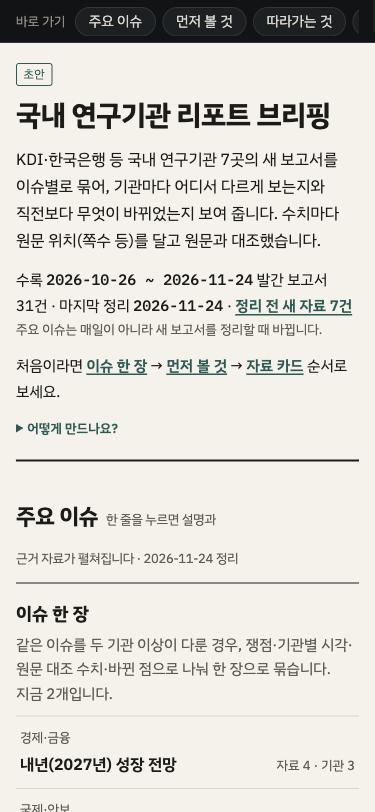 바로 가기 주요 이슈 먼저 볼 것 따라가는 것
초안
국내 연구기관 리포트 브리핑
KDI·한국은행 등 국내 연구기관 7곳의 새 보고서를
이슈별로 묶어, 기관마다 어디서 다르게 보는지와
직전보다 무엇이 바뀌었는지 보여 줍니다. 수치마다
원문 위치(쪽수 등)를 달고 원문과 대조했습니다.
수록 2026-10-26 ~ 2026-11-24 발간 보고서
31건 · 마지막 정리 2026-11-24 · 정리 전 새 자료 7건
주요 이슈는 매일이 아니라 새 보고서를 정리할 때 바뀝니다.
처음이라면 이슈 한 장 → 먼저 볼 것 → 자료 카드 순서로
보세요.
▶ 어떻게 만드나요?
주요 이슈 한 줄을 누르면 설명과
근거 자료가 펼쳐집니다 · 2026-11-24 정리
이슈 한 장
같은 이슈를 두 기관 이상이 다룬 경우, 쟁점·기관별 시각·
원문 대조 수치·바뀐 점으로 나눠 한 장으로 묶습니다.
지금 2개입니다.
경제·금융
내년(2027년) 성장 전망 자료 4 · 기관 3
국제·안보